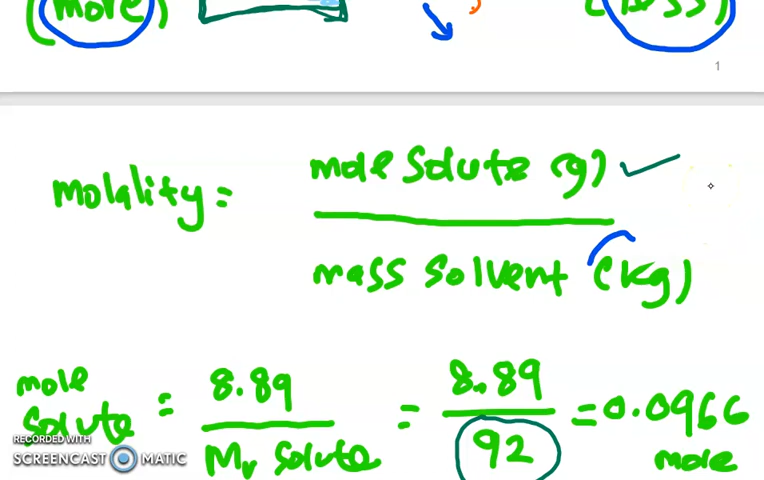 (more)
1
Molality = mole solute (g)
mass solvent (kg)
mole solute = 8.89 / Mr solute = 8.89 / 92 = 0.0966 mole
RECORDED WITH
SCREENCAST MATIC